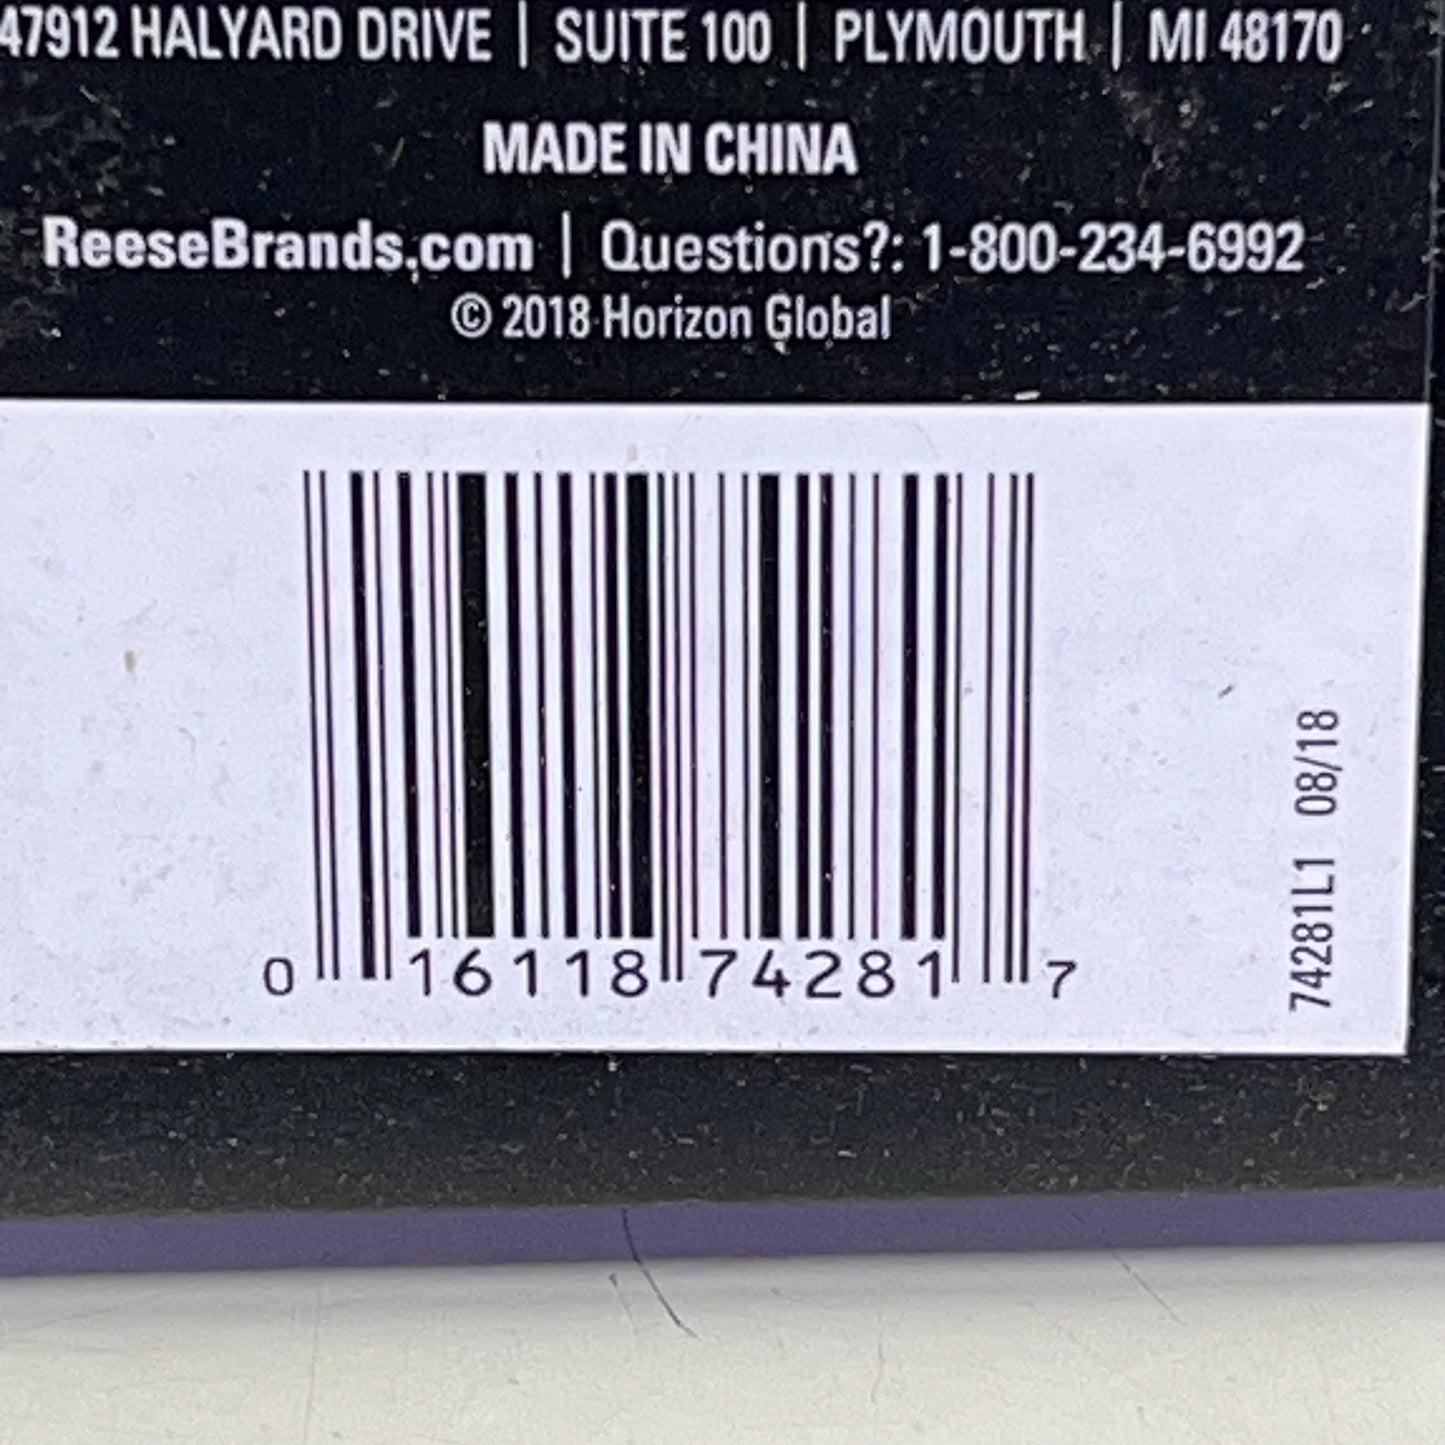 47912 HALYARD DRIVE | SUITE 100 | PLYMOUTH | MI 48170
MADE IN CHINA
ReeseBrands.com | Questions?: 1-800-234-6992
© 2018 Horizon Global
0 16118 74281 7
74281L1 08/18